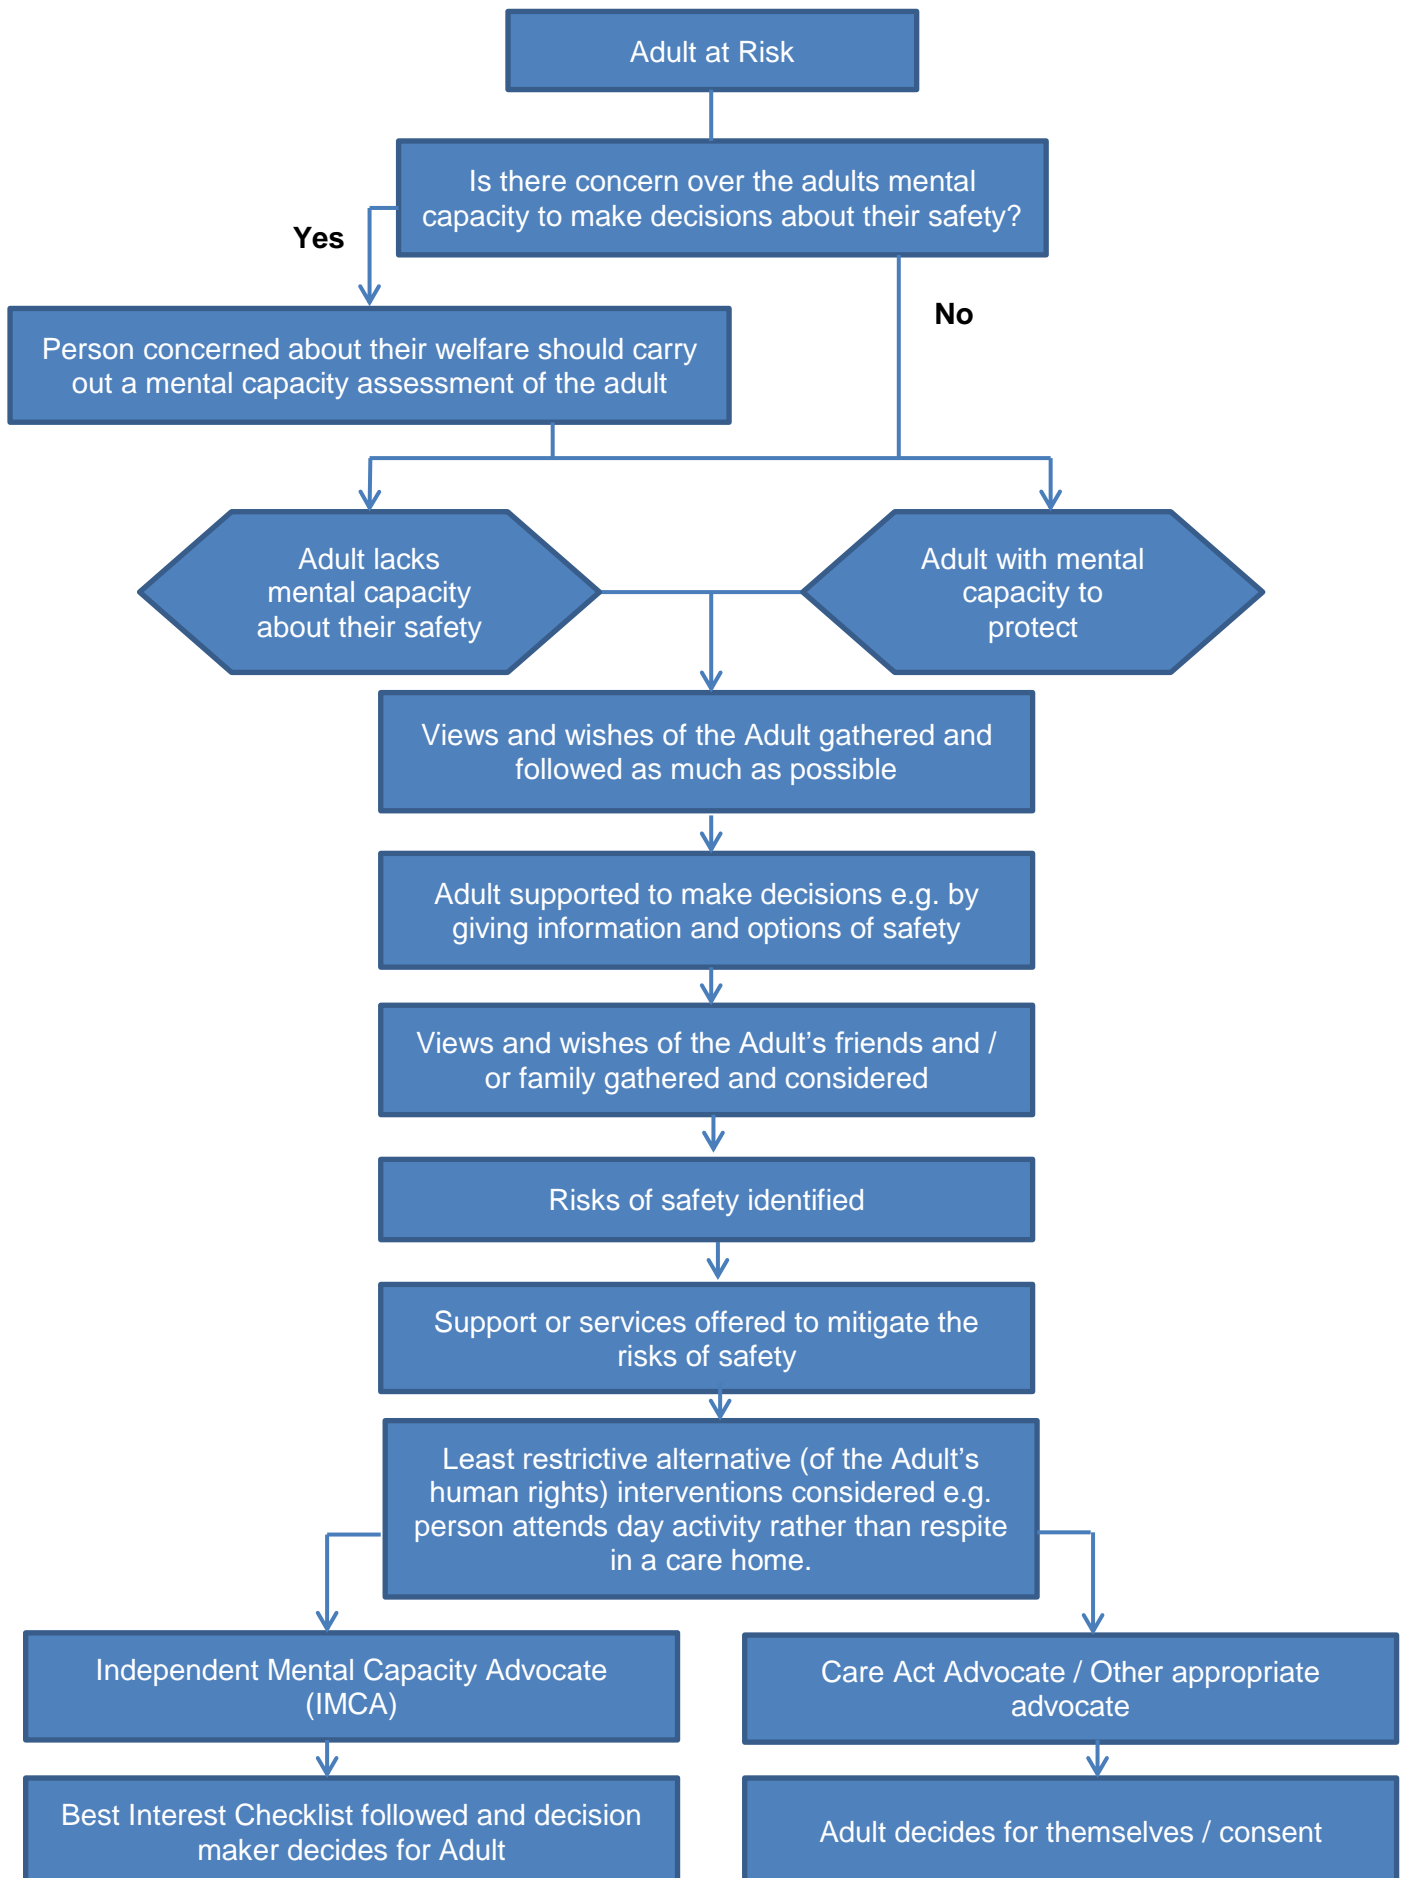 Adult at Risk
Is there concern over the adults mental
capacity to make decisions about their safety?
Yes
No
Person concerned about their welfare should carry
out a mental capacity assessment of the adult
Adult lacks
mental capacity
about their safety
Adult with mental
capacity to
protect
Views and wishes of the Adult gathered and
followed as much as possible
Adult supported to make decisions e.g. by
giving information and options of safety
Views and wishes of the Adult’s friends and /
or family gathered and considered
Risks of safety identified
Support or services offered to mitigate the
risks of safety
Least restrictive alternative (of the Adult’s
human rights) interventions considered e.g.
person attends day activity rather than respite
in a care home.
Independent Mental Capacity Advocate
(IMCA)
Care Act Advocate / Other appropriate
advocate
Best Interest Checklist followed and decision
maker decides for Adult
Adult decides for themselves / consent